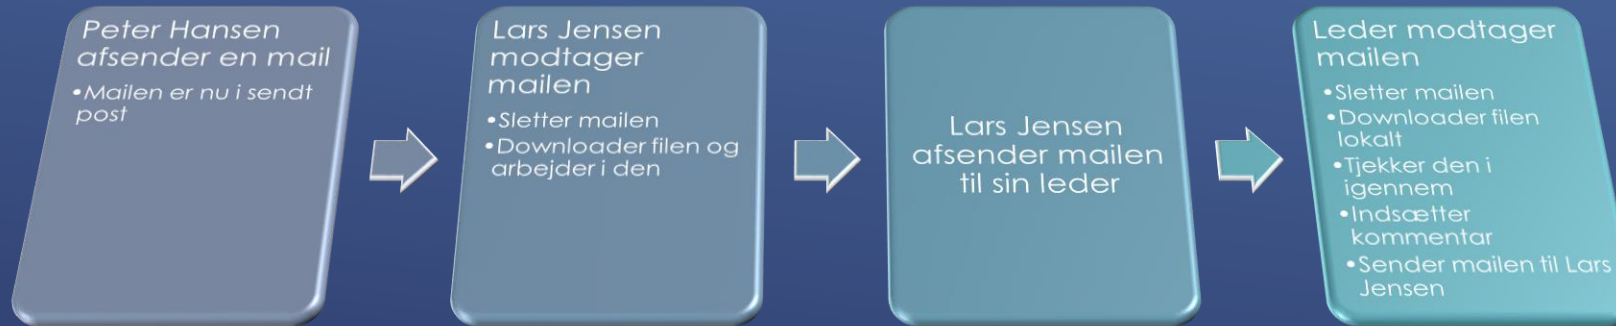 Peter Hansen
afsender en mail
•Mailen er nu i sendt
post
Lars Jensen
modtager
mailen
•Sletter mailen
•Downloader filen og
arbejder i den
Lars Jensen
afsender mailen
til sin leder
Leder modtager
mailen
•Sletter mailen
•Downloader filen
lokalt
•Tjekker den i
igennem
•Indsætter
kommentar
•Sender mailen til Lars
Jensen